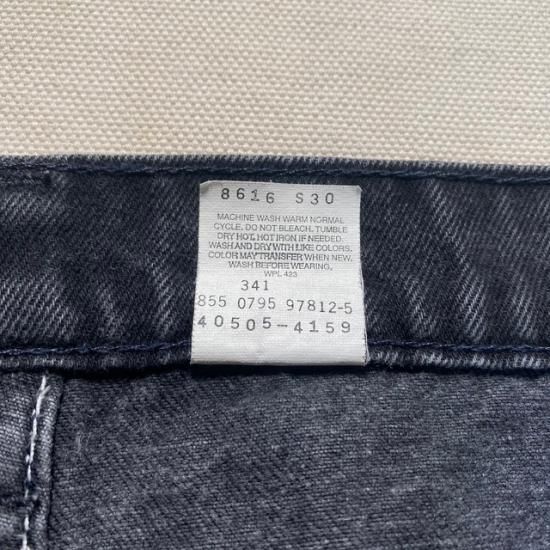 8616 S30
MACHINE WASH WARM NORMAL
CYCLE. DO NOT BLEACH. TUMBLE
DRY HOT, HOT IRON IF NEEDED.
WASH AND DRY WITH LIKE COLORS.
COLOR MAY TRANSFER WHEN NEW.
WASH BEFORE WEARING.
WPL 423
341
855 0795 97812-5
40505-4159